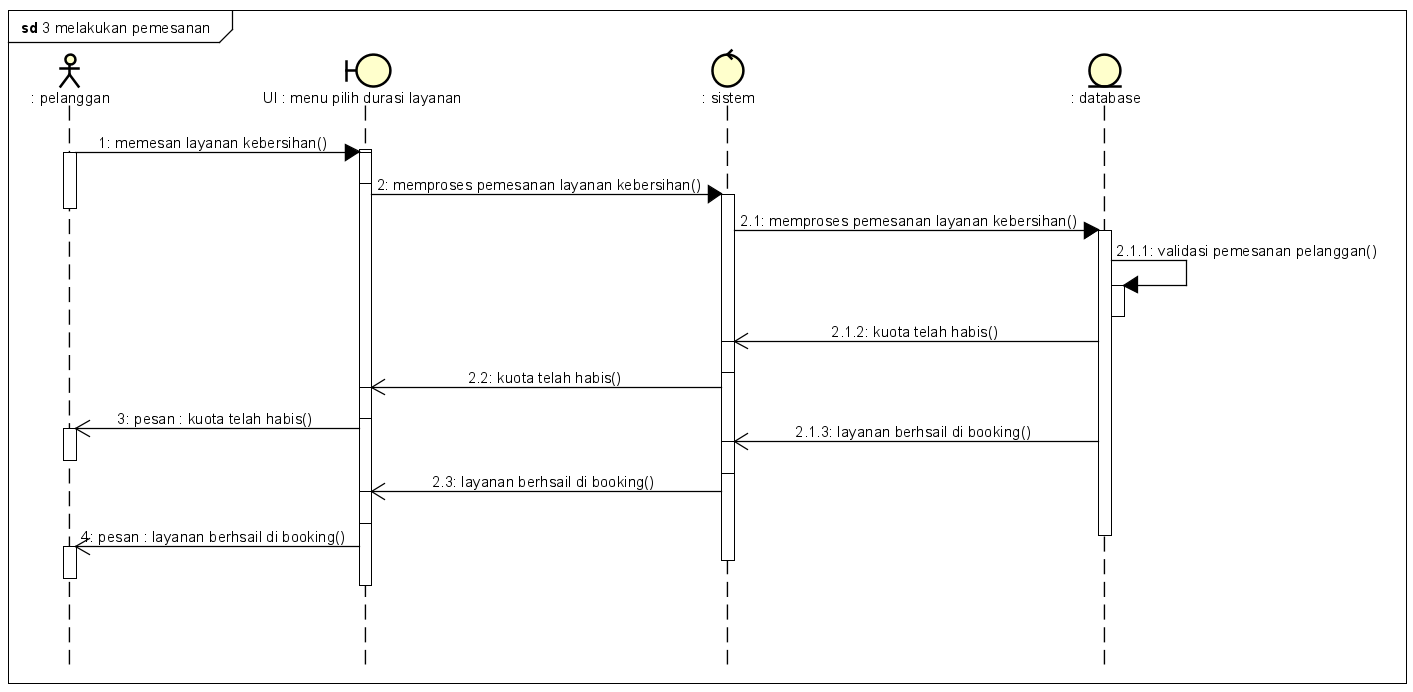 sd 3 melakukan pemesanan
: pelanggan
UI : menu pilih durasi layanan
: sistem
: database
1: memesan layanan kebersihan()
2: memproses pemesanan layanan kebersihan()
2.1: memproses pemesanan layanan kebersihan()
2.1.1: validasi pemesanan pelanggan()
2.1.2: kuota telah habis()
2.2: kuota telah habis()
3: pesan : kuota telah habis()
2.1.3: layanan berhsail di booking()
2.3: layanan berhsail di booking()
4: pesan : layanan berhsail di booking()